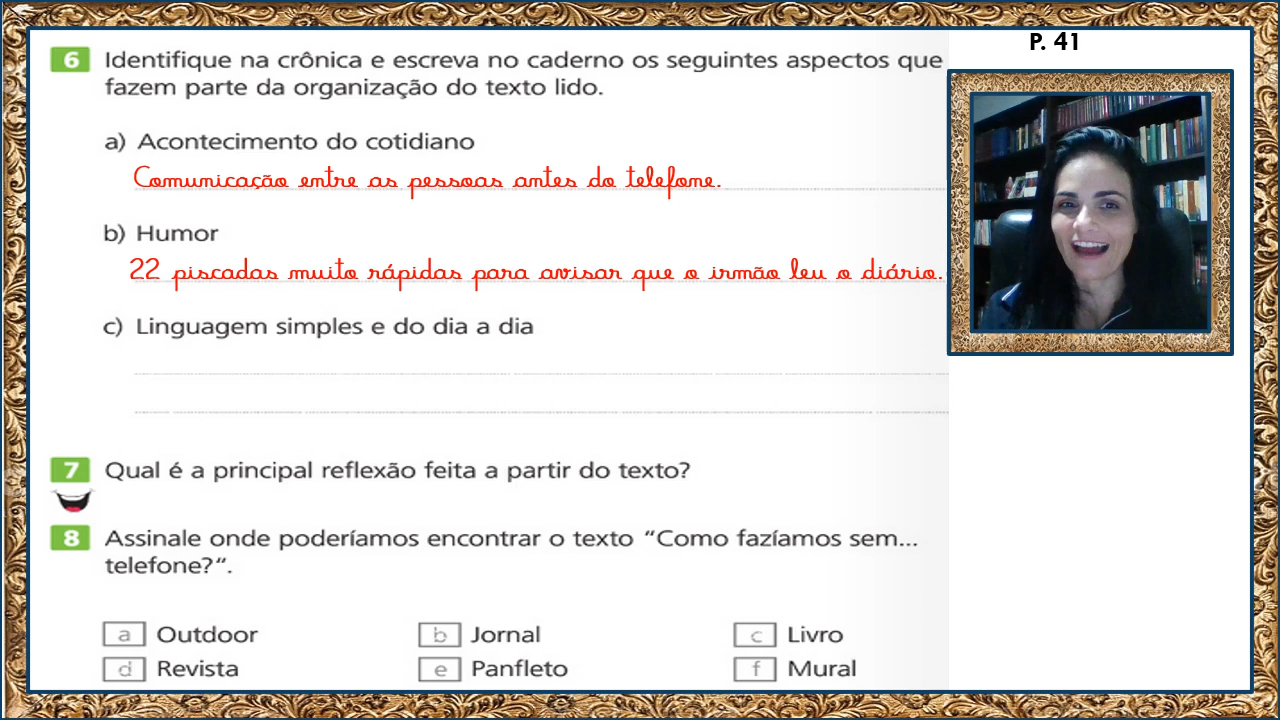 P. 41
6 Identifique na crônica e escreva no caderno os seguintes aspectos que
fazem parte da organização do texto lido.
a) Acontecimento do cotidiano
Comunicação entre as pessoas antes do telefone.
b) Humor
22 piscadas muito rápidas para avisar que o irmão leu o diário.
c) Linguagem simples e do dia a dia
7 Qual é a principal reflexão feita a partir do texto?
8 Assinale onde poderíamos encontrar o texto “Como fazíamos sem...
telefone?”.
a Outdoor b Jornal c Livro
d Revista e Panfleto f Mural